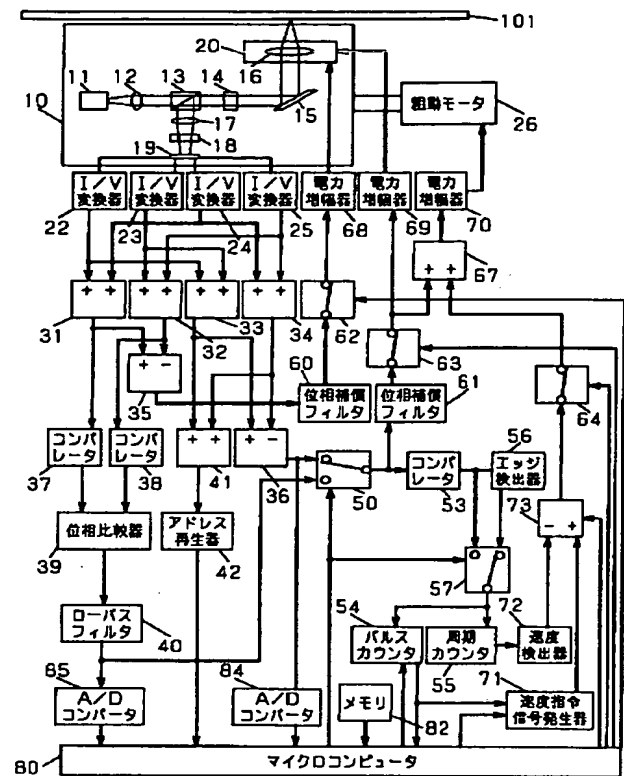 101
20
16
11
12
13
14
10
17
15
18
19
粗動モータ
26
I/V
変換器
I/V
変換器
I/V
変換器
I/V
変換器
電力
増幅器
電力
増幅器
電力
増幅器
22
23
24
25
68
69
70
+ +
67
+ +
+ +
+ +
+ +
31
32
33
34
62
63
64
+ -
35
60
位相補償
フィルタ
位相補償
フィルタ
61
コンパ
レータ
コンパ
レータ
37
38
+ +
41
+ -
36
50
コンパ
レータ
53
56
エッジ
検出器
73
- +
位相比較器
39
アドレス
再生器
42
57
ローパス
フィルタ
40
54
パルス
カウンタ
周期
カウンタ
55
72
速度
検出器
71
速度指令
信号発生器
85
A/D
コンバータ
84
A/D
コンバータ
メモリ
82
80
マイクロコンピュータ